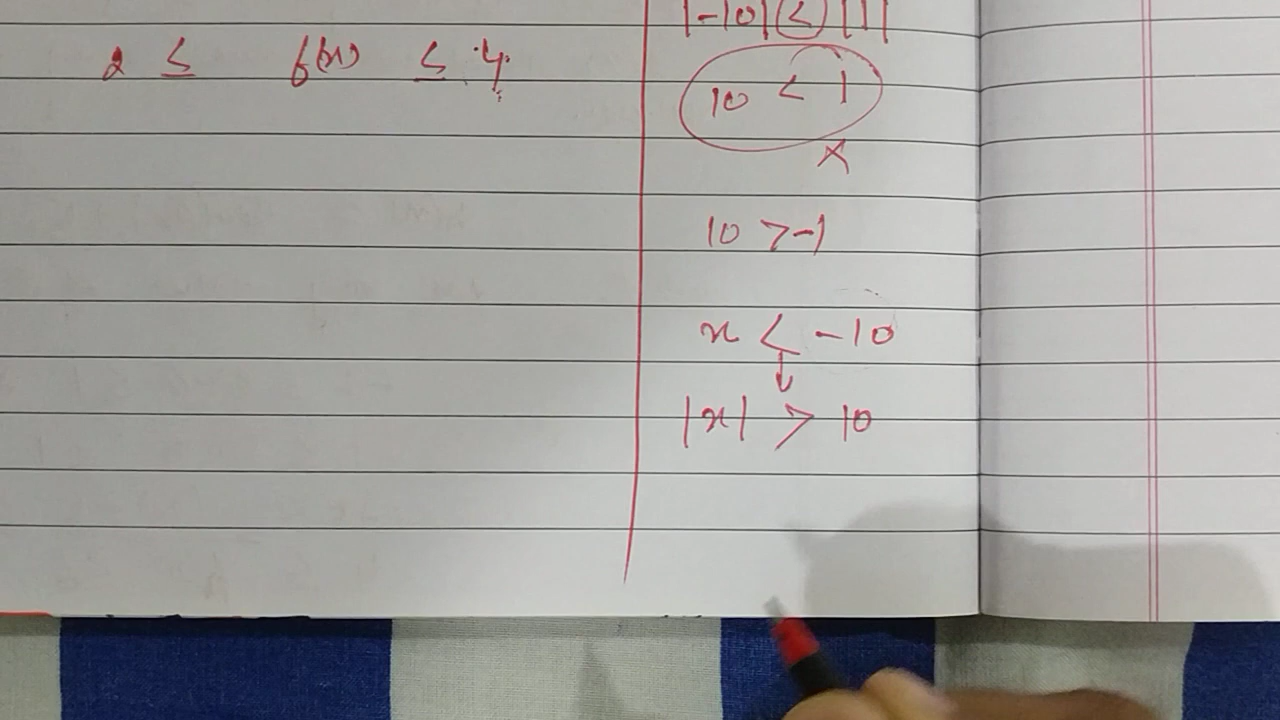 2 ≤ f(x) ≤ 4
|-10| < |1|
10 < 1
×
10 > -1
x < -10
↓
|x| > 10